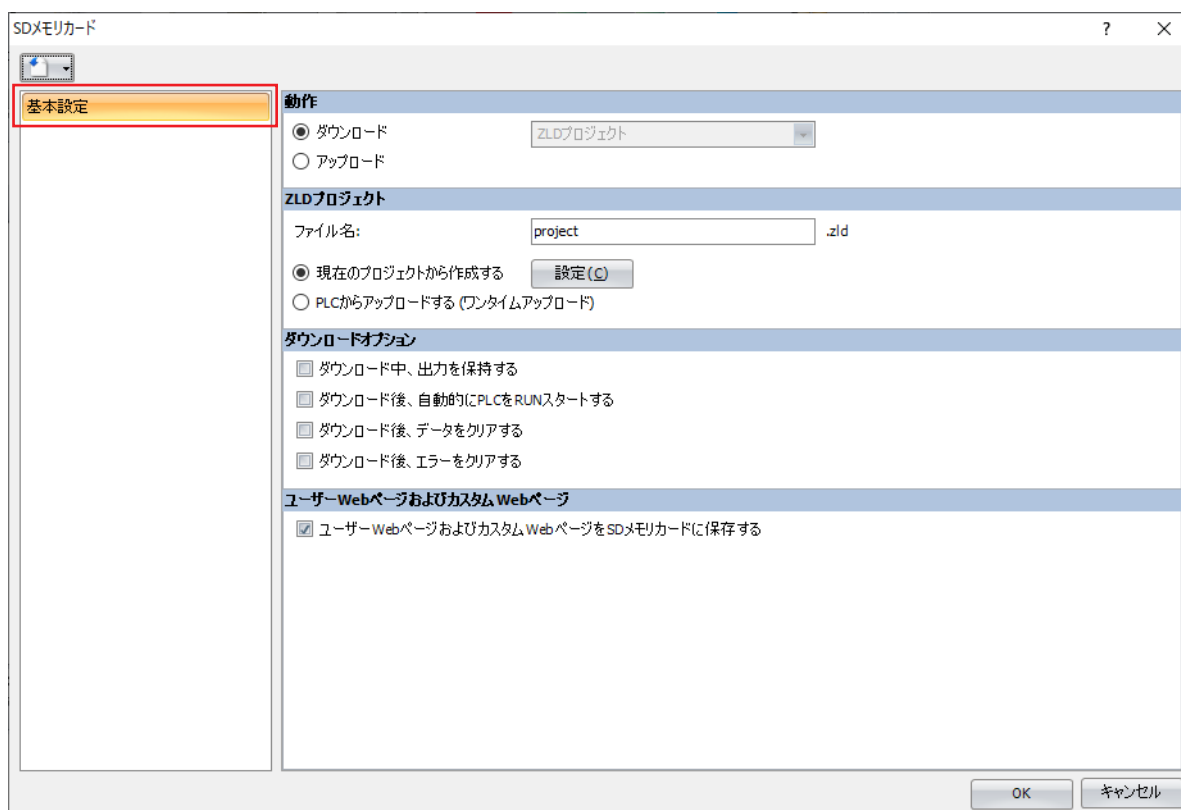 SDメモリカード
?
基本設定
動作
ダウンロード
ZLDプロジェクト
アップロード
ZLDプロジェクト
ファイル名:
project
.zld
現在のプロジェクトから作成する
設定(C)
PLCからアップロードする (ワンタイムアップロード)
ダウンロードオプション
ダウンロード中、出力を保持する
ダウンロード後、自動的にPLCをRUNスタートする
ダウンロード後、データをクリアする
ダウンロード後、エラーをクリアする
ユーザーWebページおよびカスタムWebページ
ユーザーWebページおよびカスタムWebページをSDメモリカードに保存する
OK
キャンセル